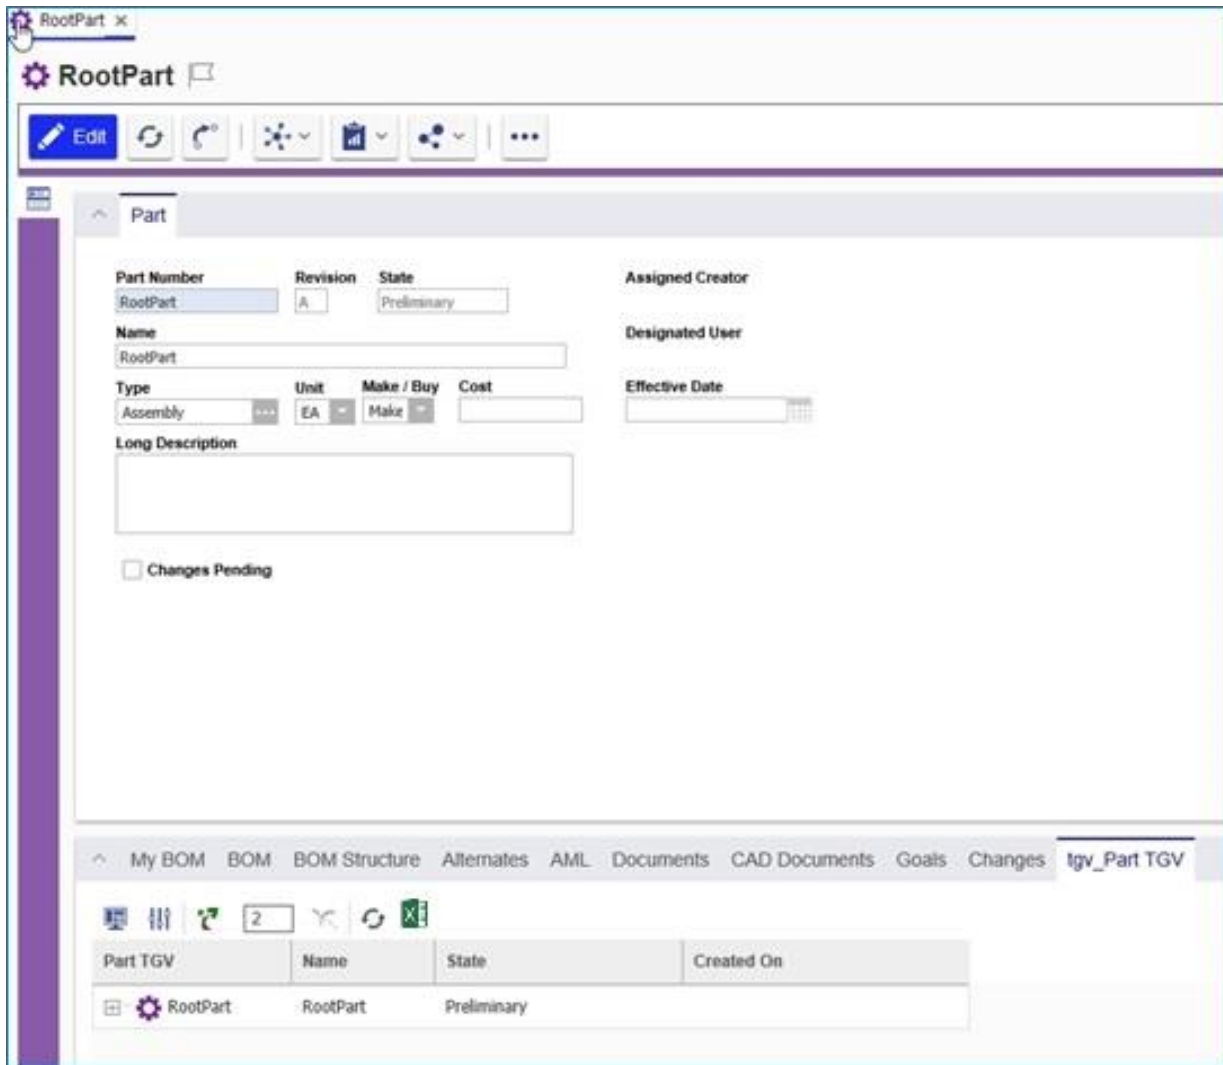 RootPart ×
RootPart
Edit
Part
Part Number Revision State Assigned Creator
RootPart A Preliminary
Name Designated User
RootPart
Type Unit Make / Buy Cost Effective Date
Assembly EA Make
Long Description
Changes Pending
My BOM BOM BOM Structure Alternates AML Documents CAD Documents Goals Changes tgv_Part TGV
2
Part TGV Name State Created On
RootPart RootPart Preliminary